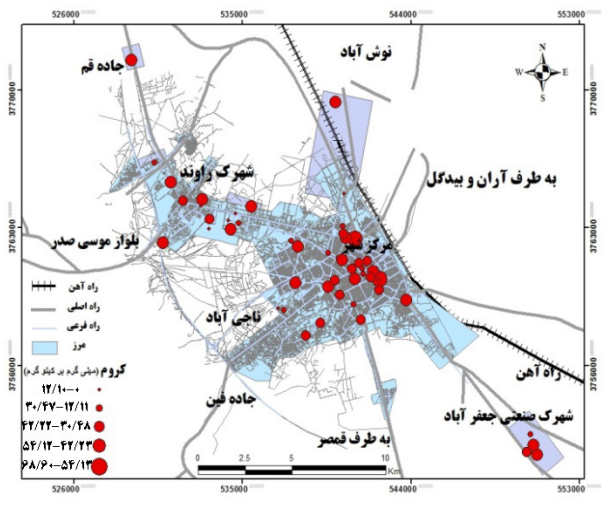 526000 535000 544000 553000
3770000
3763000
3756000
3770000
3763000
3756000
جاده قم
نوش آباد
N
W E
S
شهرک راوند
به طرف آران و بیدگل
بلوار موسی صدر
مرکز شهر
ناجی آباد
جاده فین
به طرف قمصر
راه آهن
شهرک صنعتی جعفر آباد
راه آهن
راه اصلی
راه فرعی
مرز
کروم (میلی گرم بر کیلو گرم)
۱۲/۱۰-۰
۳۰/۴۷-۱۲/۱۱
۴۲/۲۲-۳۰/۴۸
۵۴/۱۲-۴۲/۲۳
۶۸/۶۰-۵۴/۱۳
0 2.5 5 10
Km
526000 535000 544000 553000